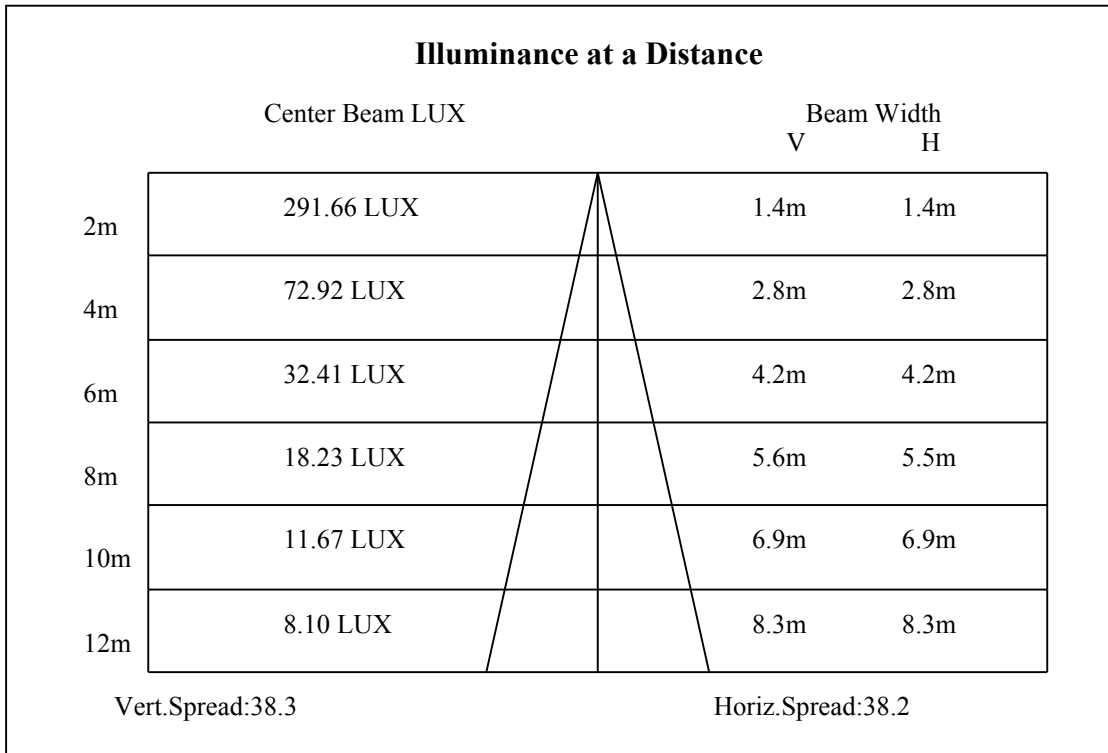 Illuminance at a Distance
Center Beam LUX Beam Width
V H
2m 291.66 LUX 1.4m 1.4m
4m 72.92 LUX 2.8m 2.8m
6m 32.41 LUX 4.2m 4.2m
8m 18.23 LUX 5.6m 5.5m
10m 11.67 LUX 6.9m 6.9m
12m 8.10 LUX 8.3m 8.3m
Vert.Spread:38.3 Horiz.Spread:38.2